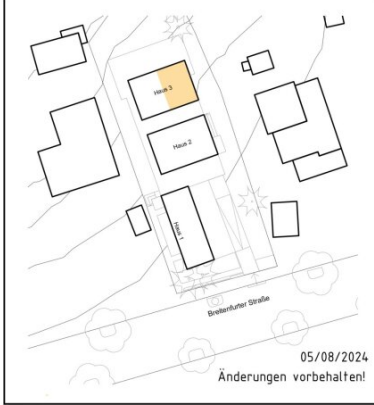 Haus 3
Haus 2
Haus 1
Breitenfurter Straße
05/08/2024
Änderungen vorbehalten!